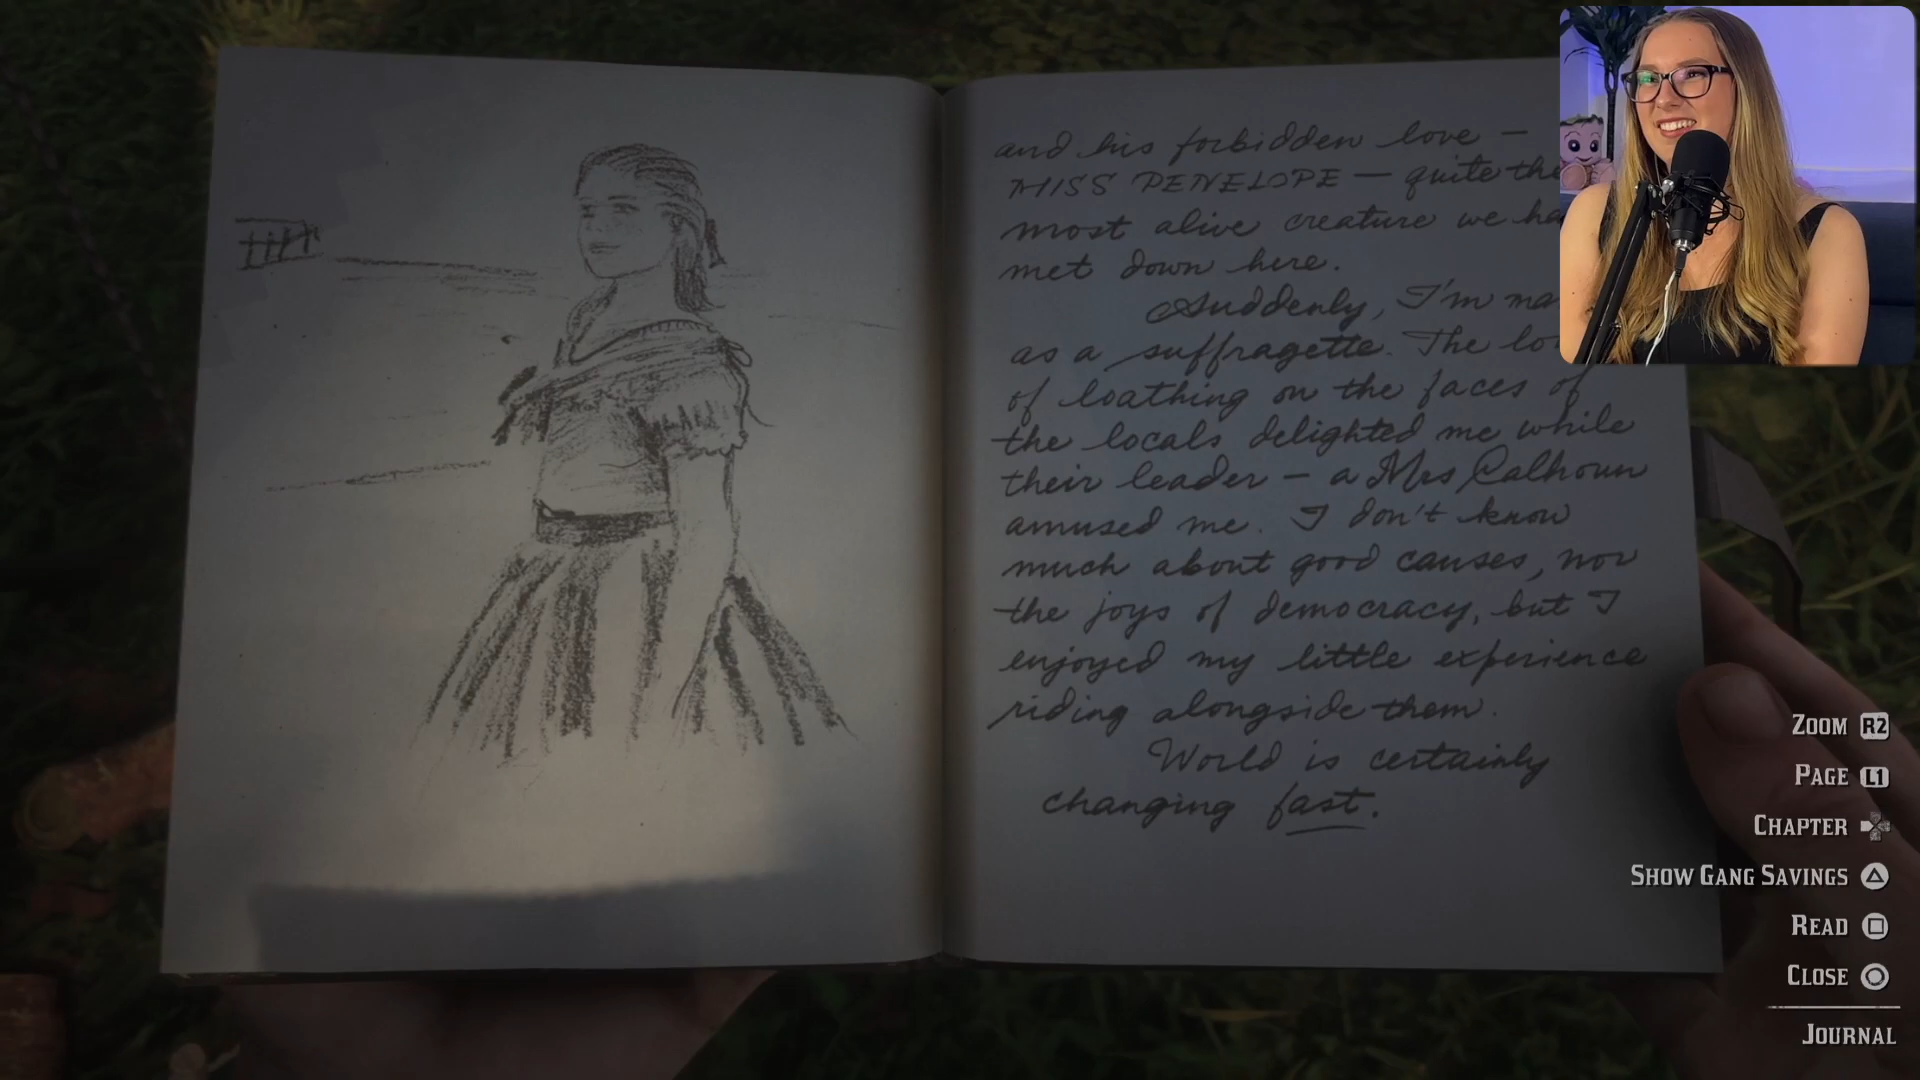 and his forbidden love –
MISS PENELOPE – quite the
most alive creature we
met down here.
Suddenly, I'm
as a suffragette. The
of loathing on the faces of
the locals delighted me while
their leader – a Mrs Calhoun
amused me. I don't know
much about good causes, nor
the joys of democracy, but I
enjoyed my little experience
riding alongside them.
World is certainly
changing fast.
ZOOM R2
PAGE L1
CHAPTER
SHOW GANG SAVINGS
READ
CLOSE
JOURNAL